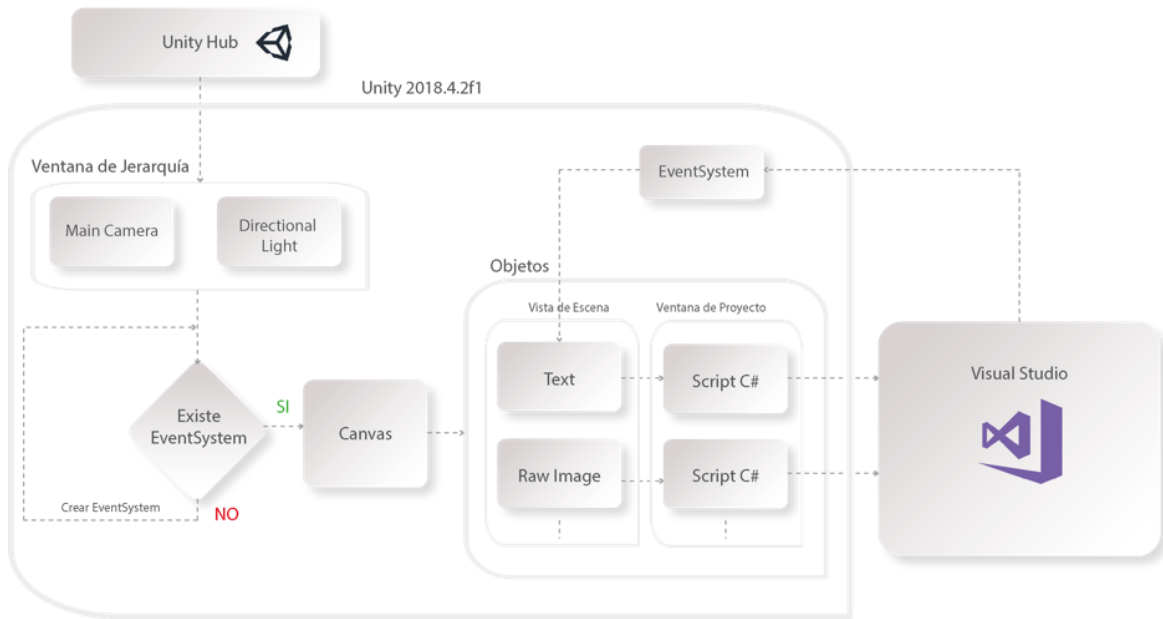 Unity Hub
Unity 2018.4.2f1
Ventana de Jerarquía
Main Camera
Directional
Light
EventSystem
Objetos
Vista de Escena
Ventana de Proyecto
Text
Script C#
Visual Studio
Existe
EventSystem
SI
Canvas
Raw Image
Script C#
Crear EventSystem
NO